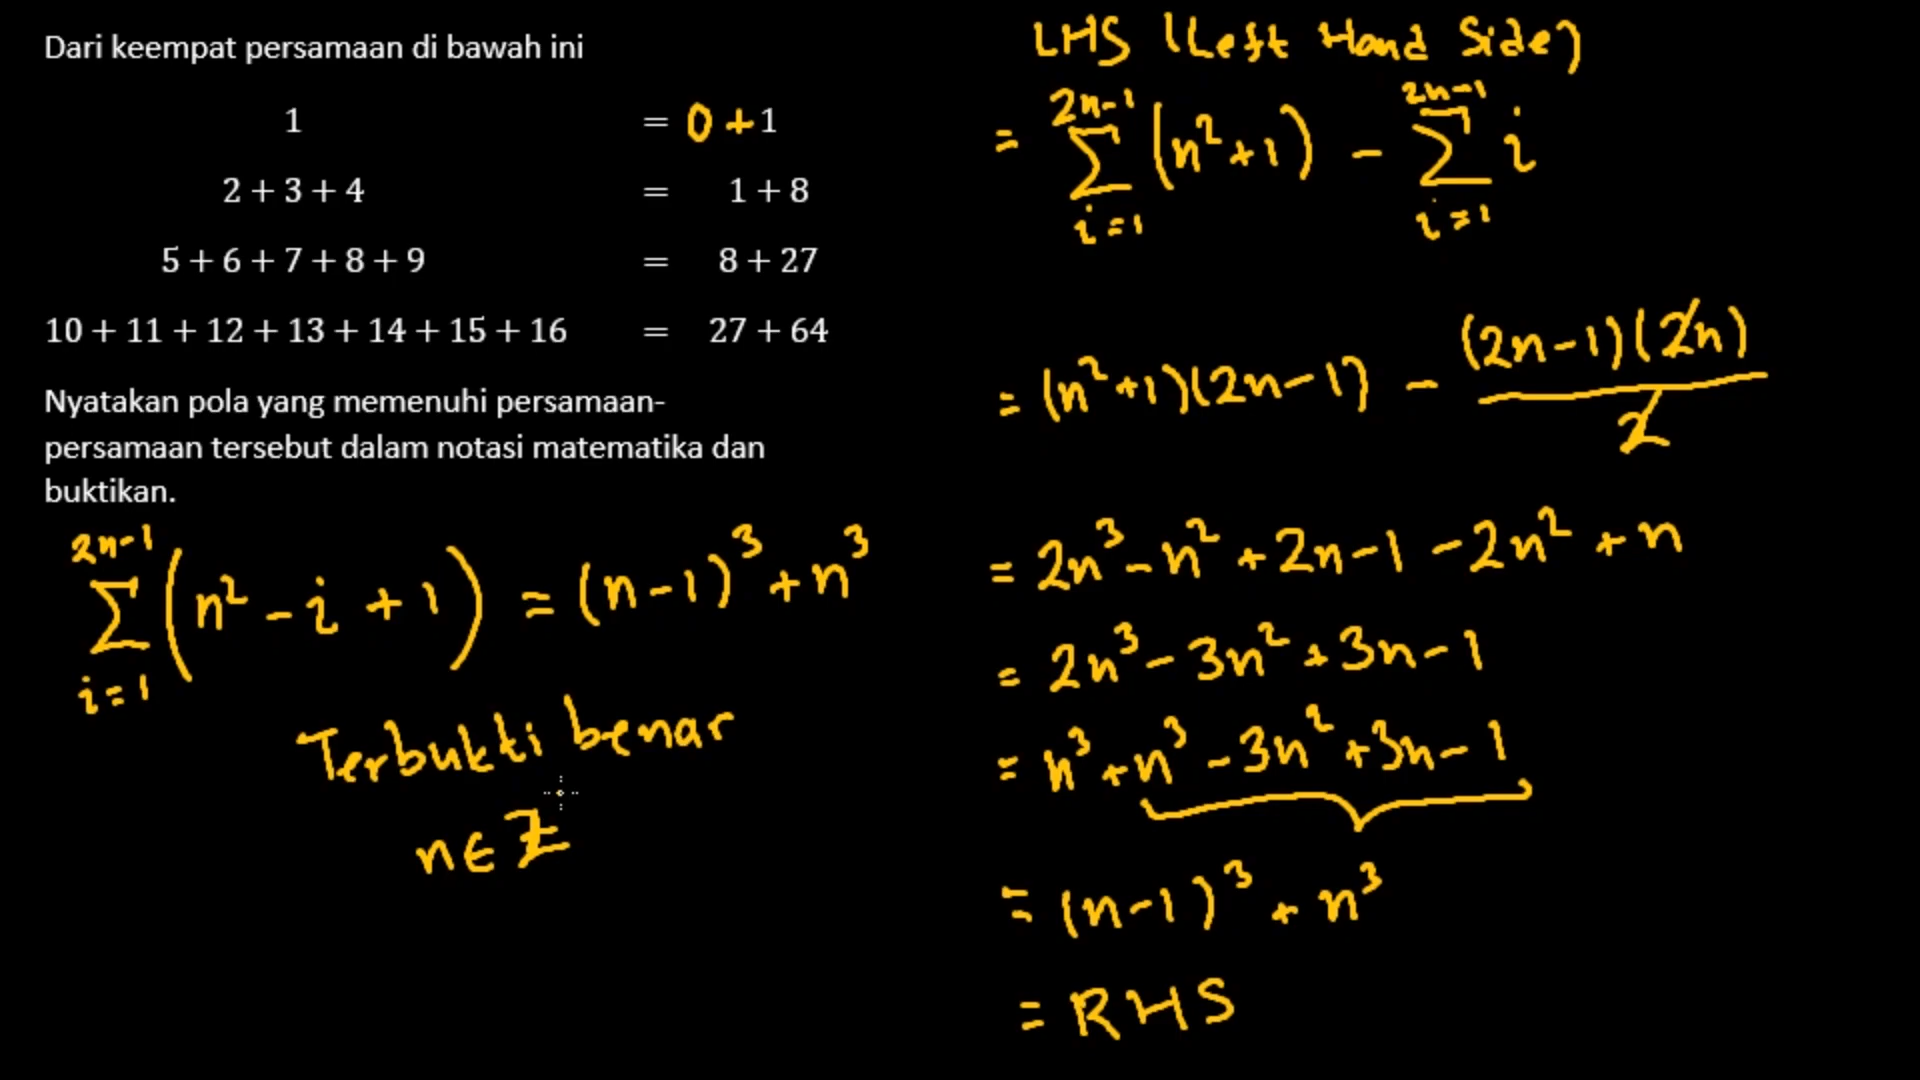 Dari keempat persamaan di bawah ini
1 = 0 + 1
2 + 3 + 4 = 1 + 8
5 + 6 + 7 + 8 + 9 = 8 + 27
10 + 11 + 12 + 13 + 14 + 15 + 16 = 27 + 64
Nyatakan pola yang memenuhi persamaan-
persamaan tersebut dalam notasi matematika dan
buktikan.
2n-1
∑ (n² - i + 1) = (n-1)³ + n³
i=1
Terbukti benar
n ∈ ℤ
LHS (Left Hand Side)
2n-1 2n-1
= ∑ (n²+1) - ∑ i
i=1 i=1
= (n²+1)(2n-1) - (2n-1)(2n)/2
= 2n³ - n² + 2n - 1 - 2n² + n
= 2n³ - 3n² + 3n - 1
= n³ + n³ - 3n² + 3n - 1
= (n-1)³ + n³
= RHS